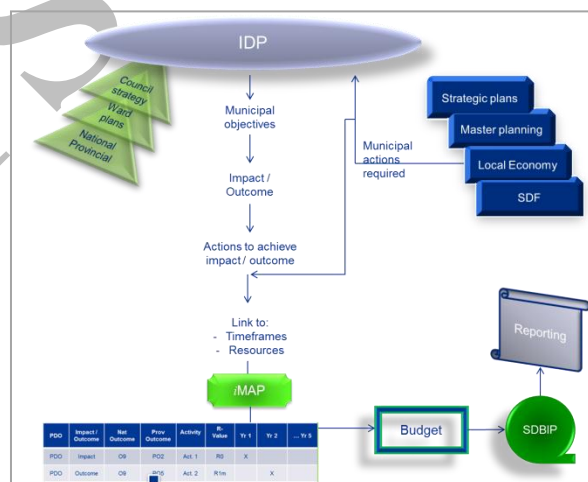 IDP
Council
strategy
Ward
plans
National
Provincial
Municipal
objectives
Impact /
Outcome
Actions to achieve
impact / outcome
Municipal
actions
required
Strategic plans
Master planning
Local Economy
SDF
Link to:
- Timeframes
- Resources
iMAP
Reporting
Budget
SDBIP
PDO Impact / Outcome Nat Outcome Prov Outcome Activity R-Value Yr 1 Yr 2 ... Yr 5
PDO Impact O9 PO2 Act. 1 R0 X
PDO Outcome O8 Act. 2 R1m X